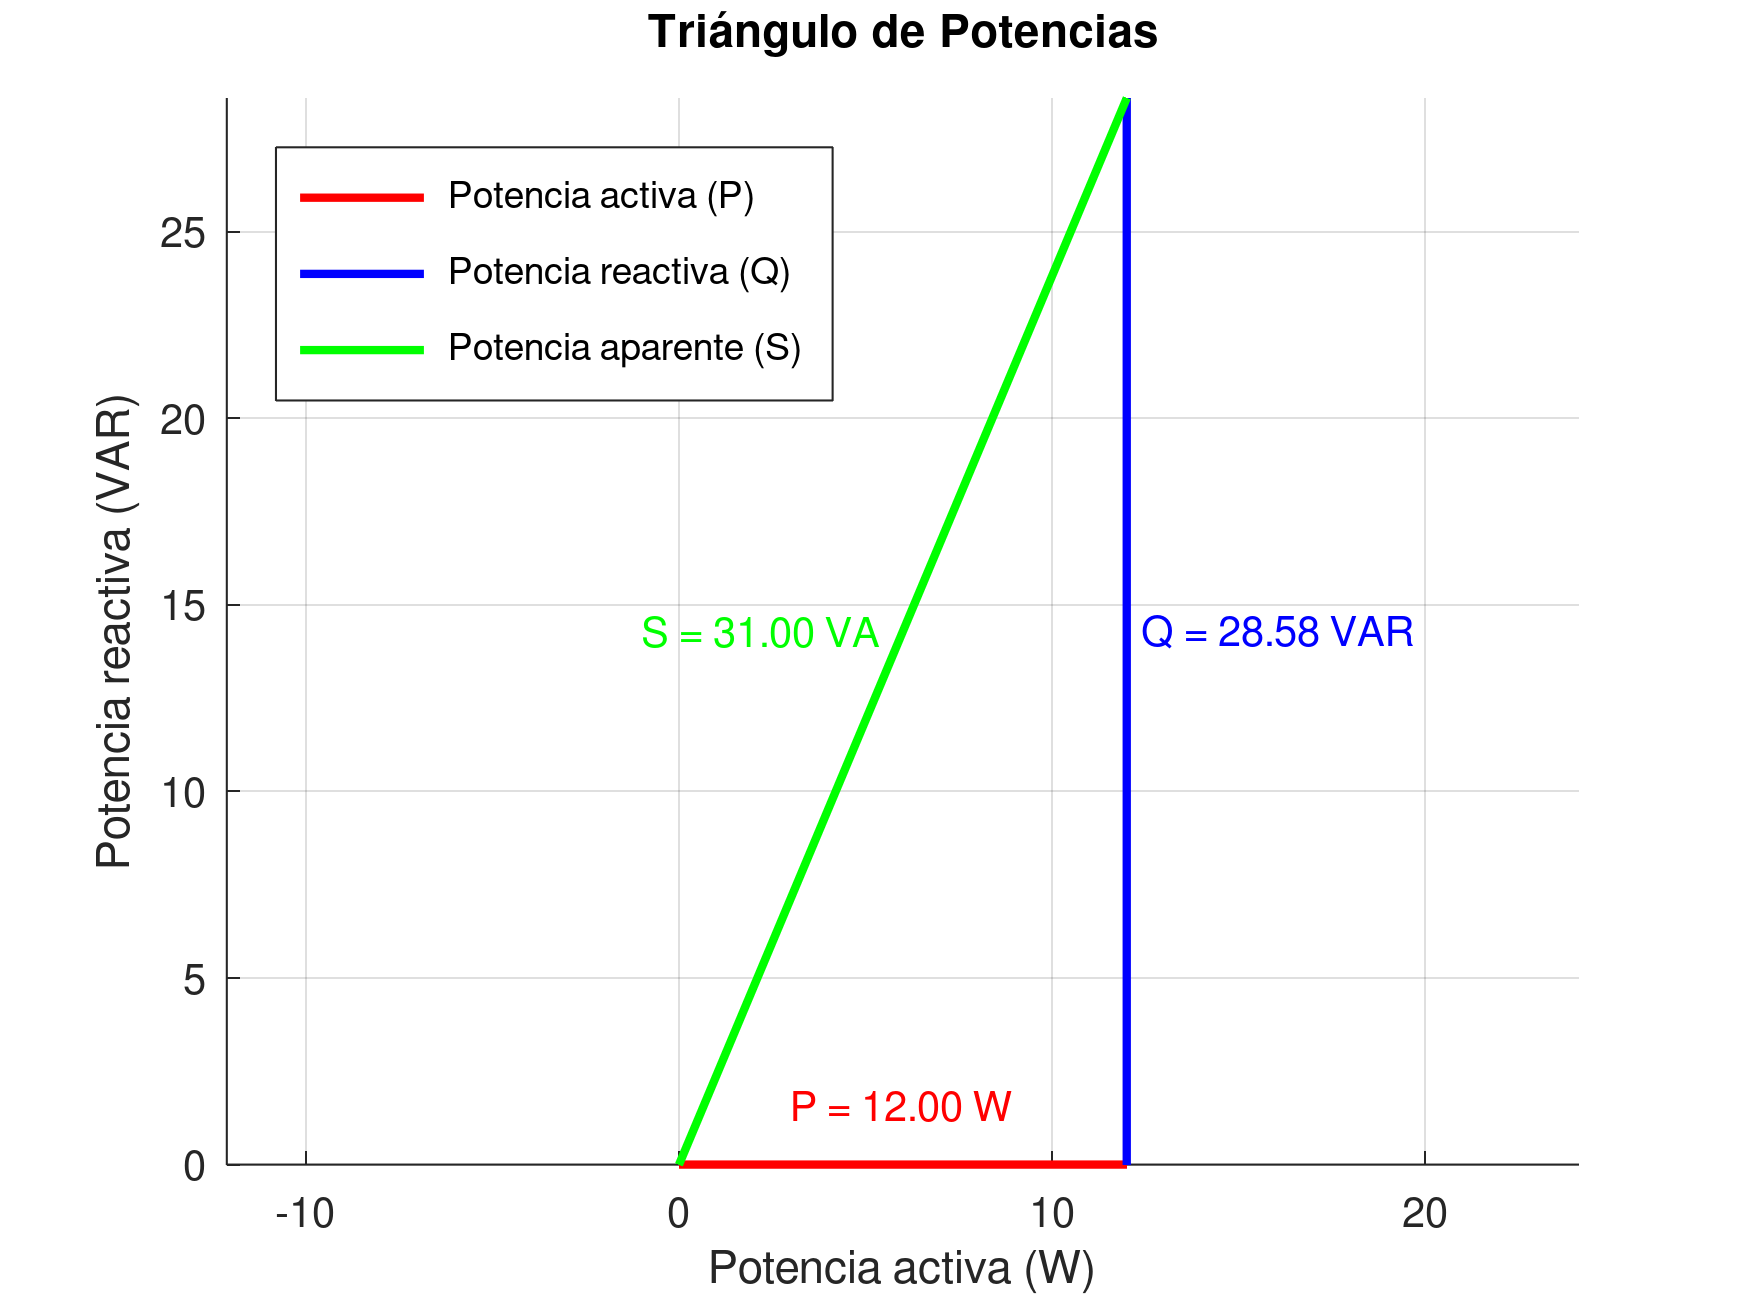 Triángulo de Potencias
Potencia activa (P)
Potencia reactiva (Q)
Potencia aparente (S)
25
20
15
10
5
0
Potencia reactiva (VAR)
S = 31.00 VA
Q = 28.58 VAR
P = 12.00 W
-10
0
10
20
Potencia activa (W)